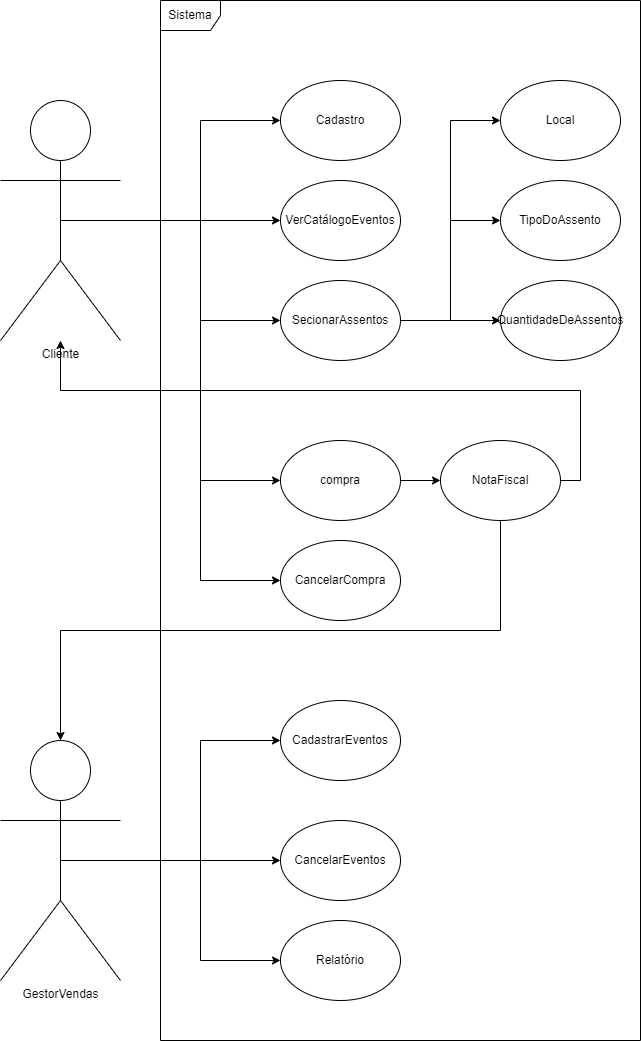 Sistema
Cadastro
Local
VerCatálogoEventos
TipoDoAssento
SecionarAssentos
QuantidadeDeAssentos
Cliente
compra
NotaFiscal
CancelarCompra
CadastrarEventos
CancelarEventos
Relatório
GestorVendas